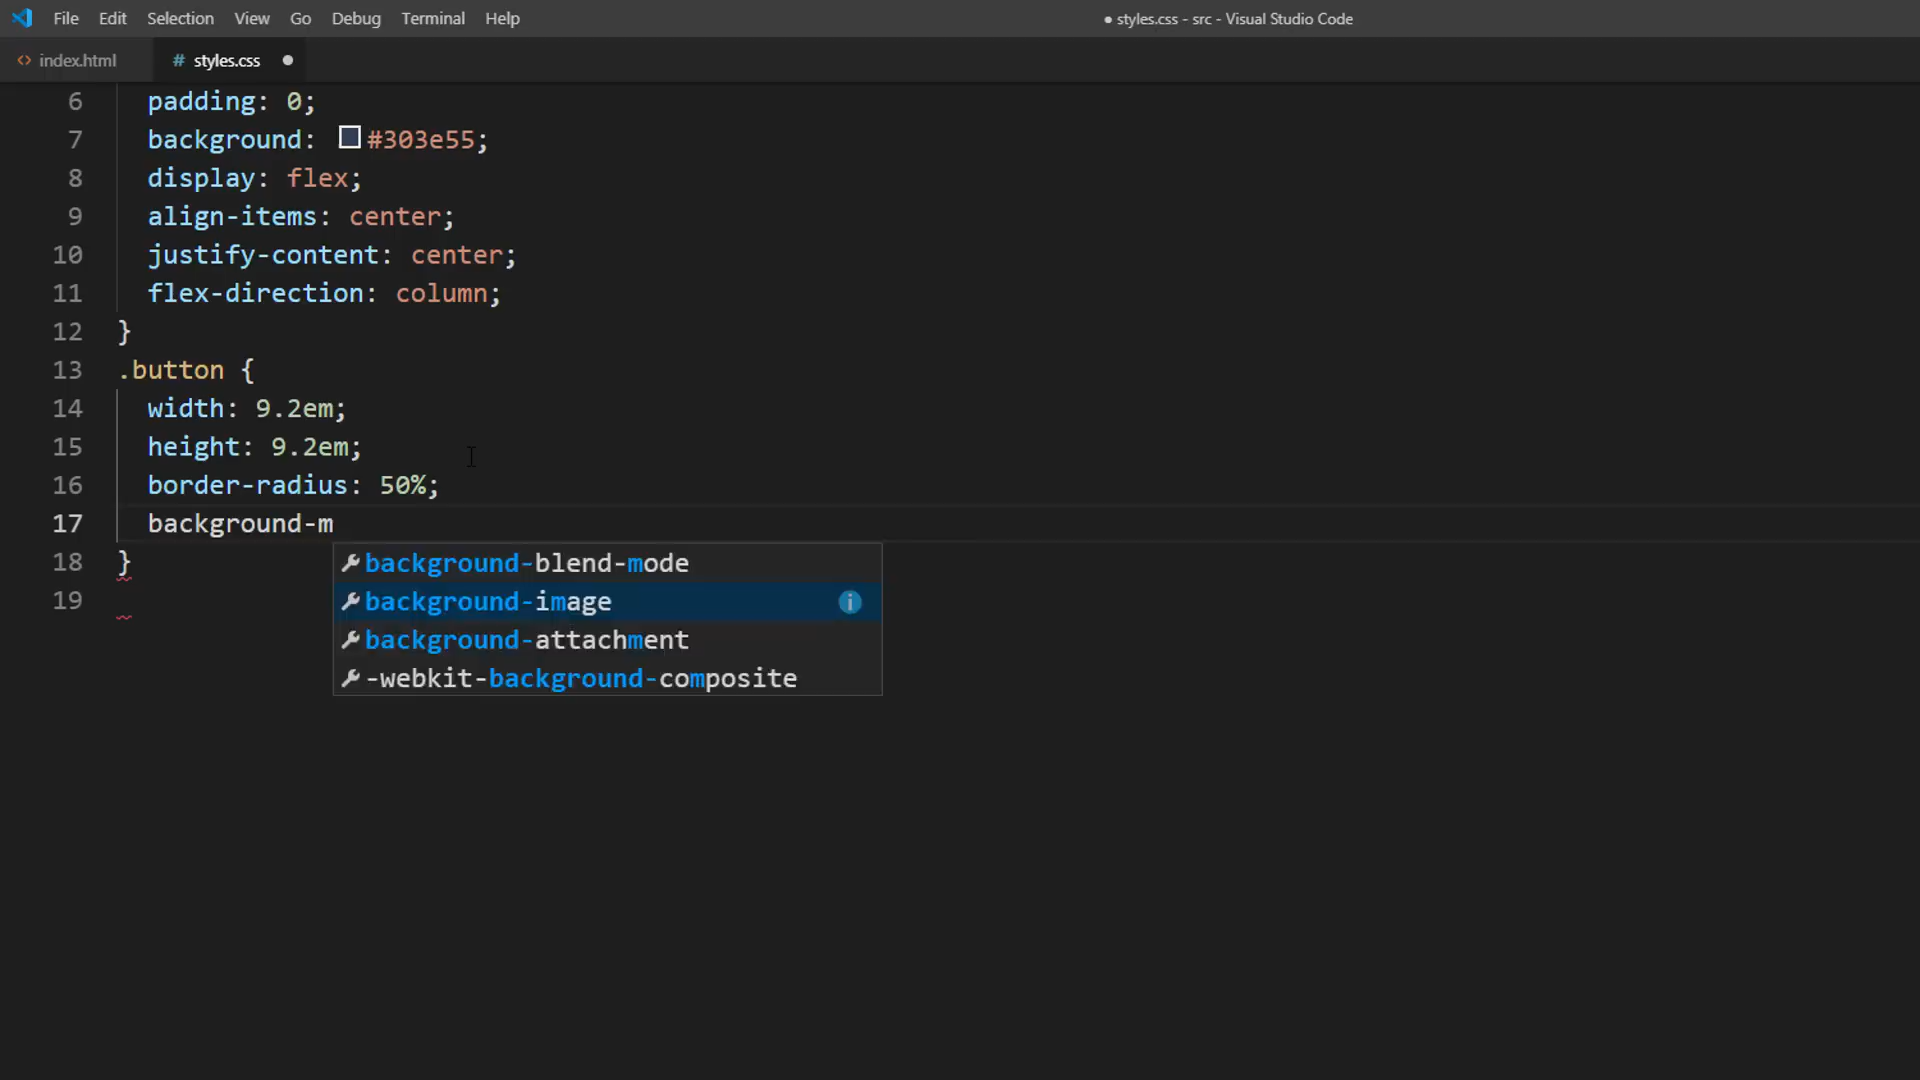 File Edit Selection View Go Debug Terminal Help ● styles.css - src - Visual Studio Code
<> index.html # styles.css ●
6 padding: 0;
7 background: #303e55;
8 display: flex;
9 align-items: center;
10 justify-content: center;
11 flex-direction: column;
12 }
13 .button {
14 width: 9.2em;
15 height: 9.2em;
16 border-radius: 50%;
17 background-m
18 } background-blend-mode
19 background-image
background-attachment
-webkit-background-composite